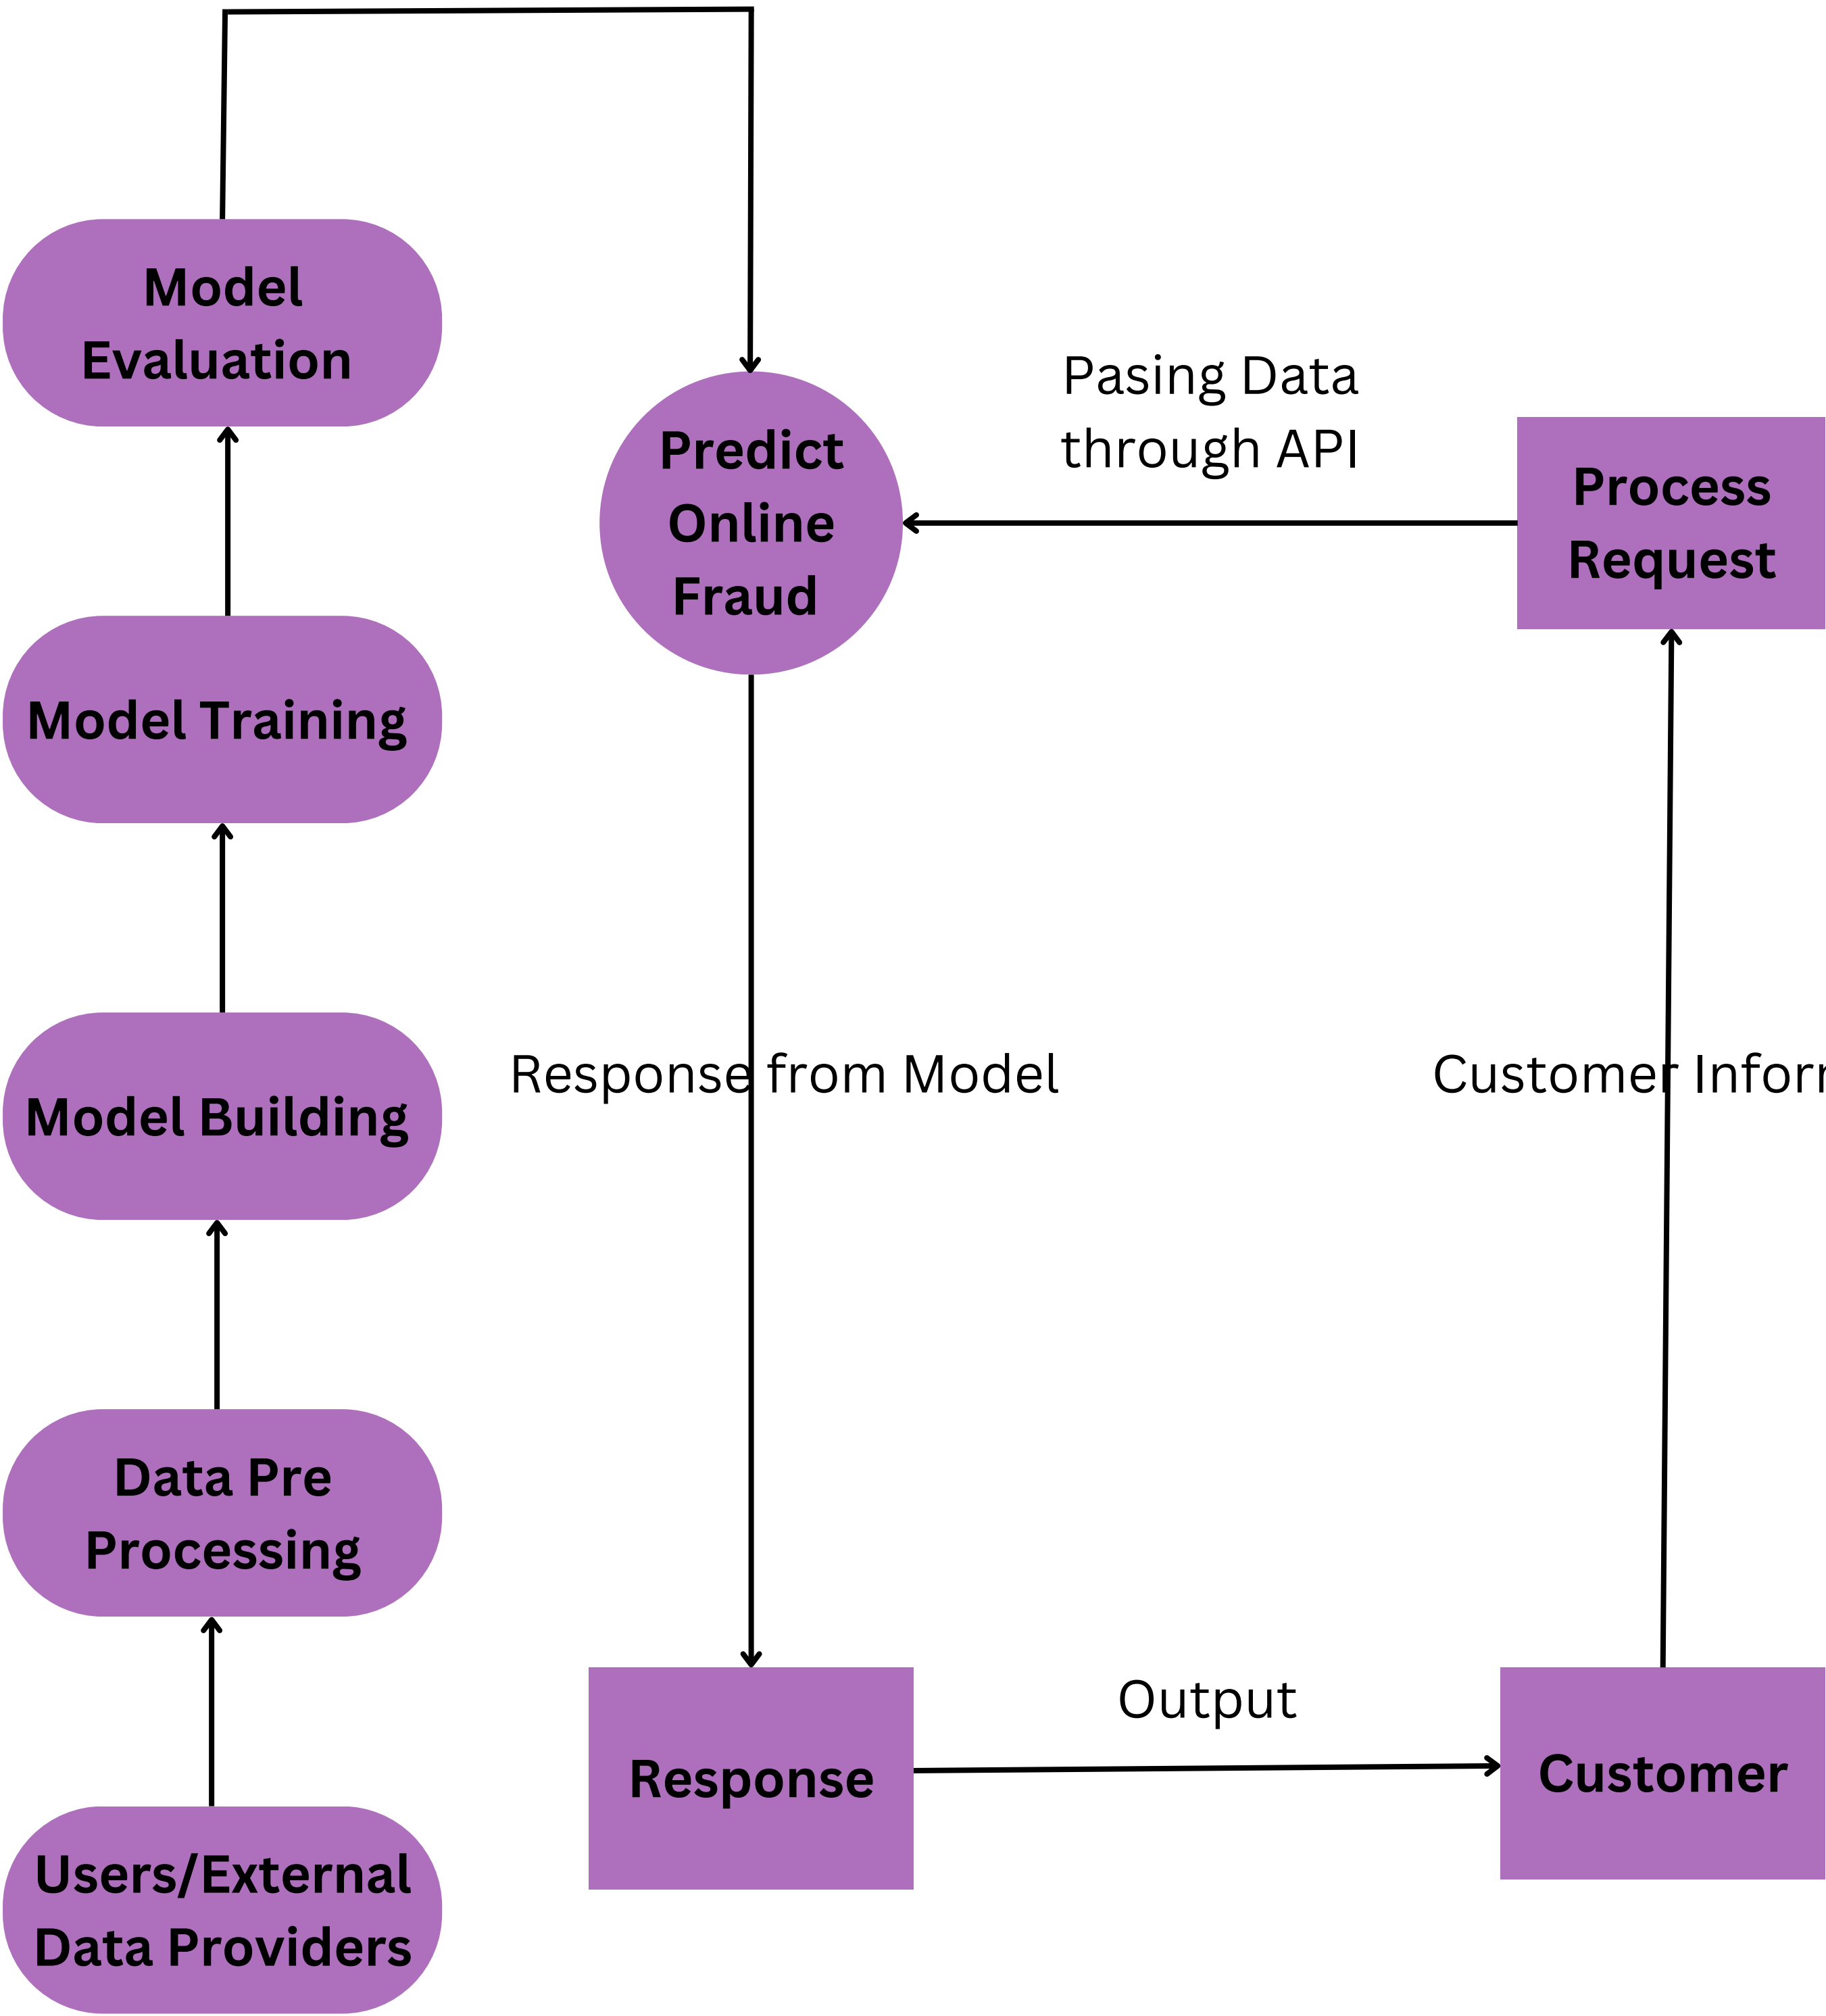 Model
Evaluation
Pasing Data
through API
Predict
Online
Fraud
Process
Request
Model Training
Response from Model
Customer
Model Building
Data Pre
Processing
Output
Response
Customer
Users/External
Data Providers